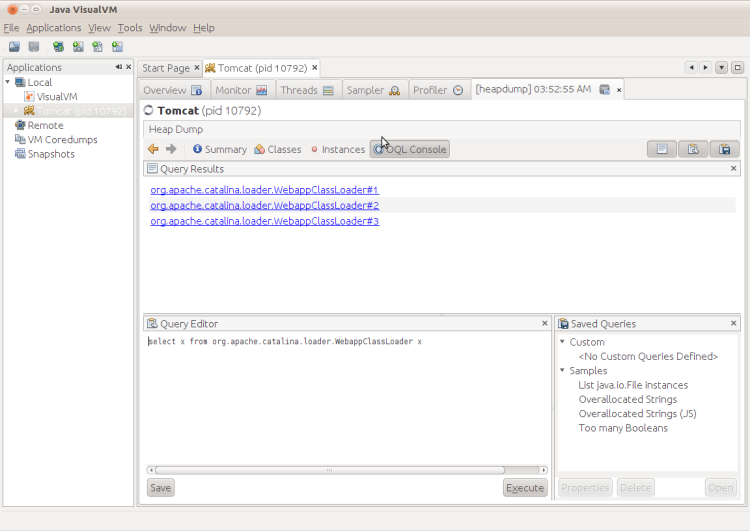 Java VisualVM
File Applications View Tools Window Help
Applications
Local
VisualVM
Tomcat (pid 10792)
Remote
VM Coredumps
Snapshots
Start Page Tomcat (pid 10792)
Overview Monitor Threads Sampler Profiler [heapdump] 03:52:55 AM
Tomcat (pid 10792)
Heap Dump
Summary Classes Instances OQL Console
Query Results
org.apache.catalina.loader.WebappClassLoader#1
org.apache.catalina.loader.WebappClassLoader#2
org.apache.catalina.loader.WebappClassLoader#3
Query Editor
select x from org.apache.catalina.loader.WebappClassLoader x
Save Execute
Saved Queries
Custom
<No Custom Queries Defined>
Samples
List java.io.File instances
Overallocated Strings
Overallocated Strings (JS)
Too many Booleans
Properties Delete Open